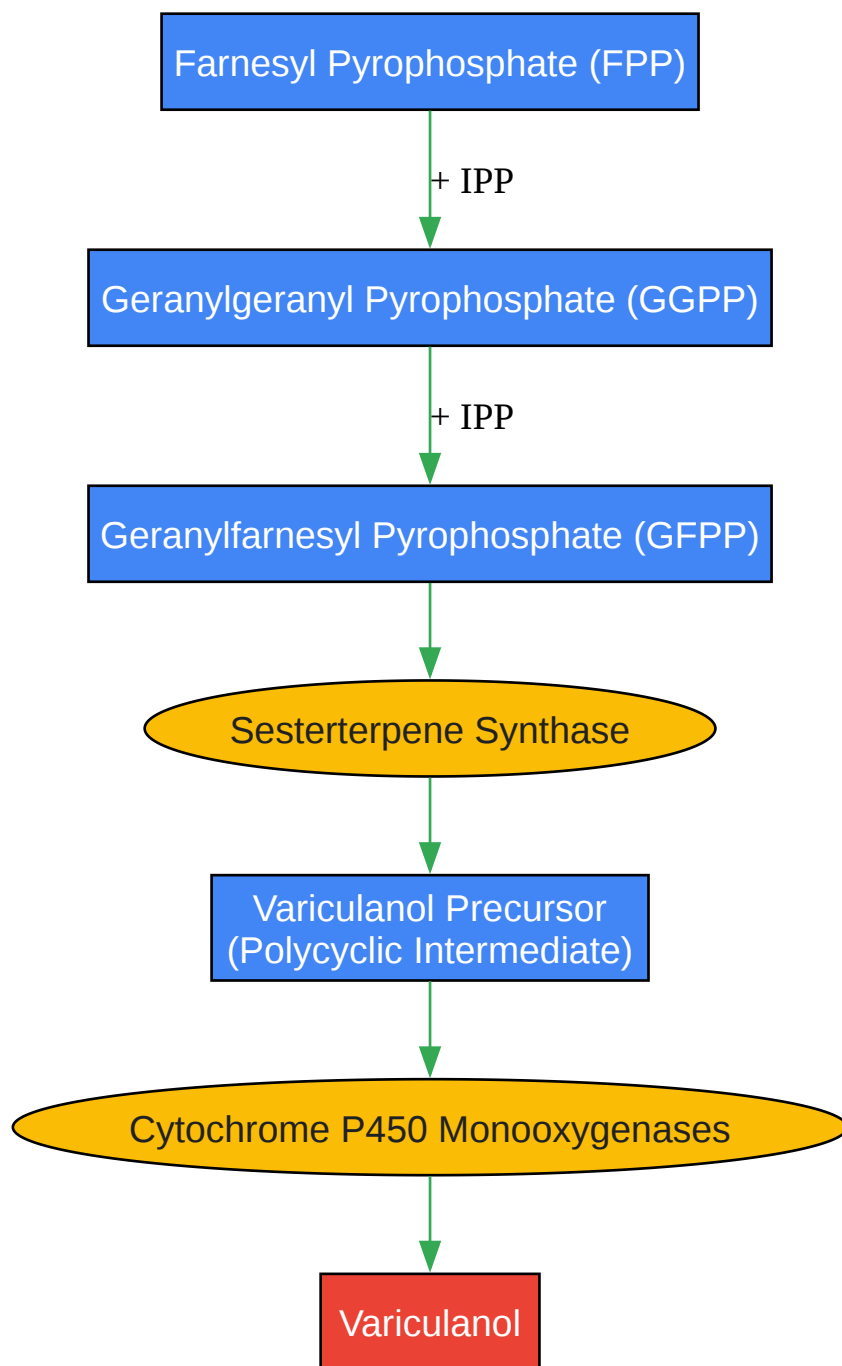 Farnesyl Pyrophosphate (FPP)
+ IPP
Geranylgeranyl Pyrophosphate (GGPP)
+ IPP
Geranylfarnesyl Pyrophosphate (GFPP)
Sesterterpene Synthase
Variculanol Precursor
(Polycyclic Intermediate)
Cytochrome P450 Monooxygenases
Variculanol